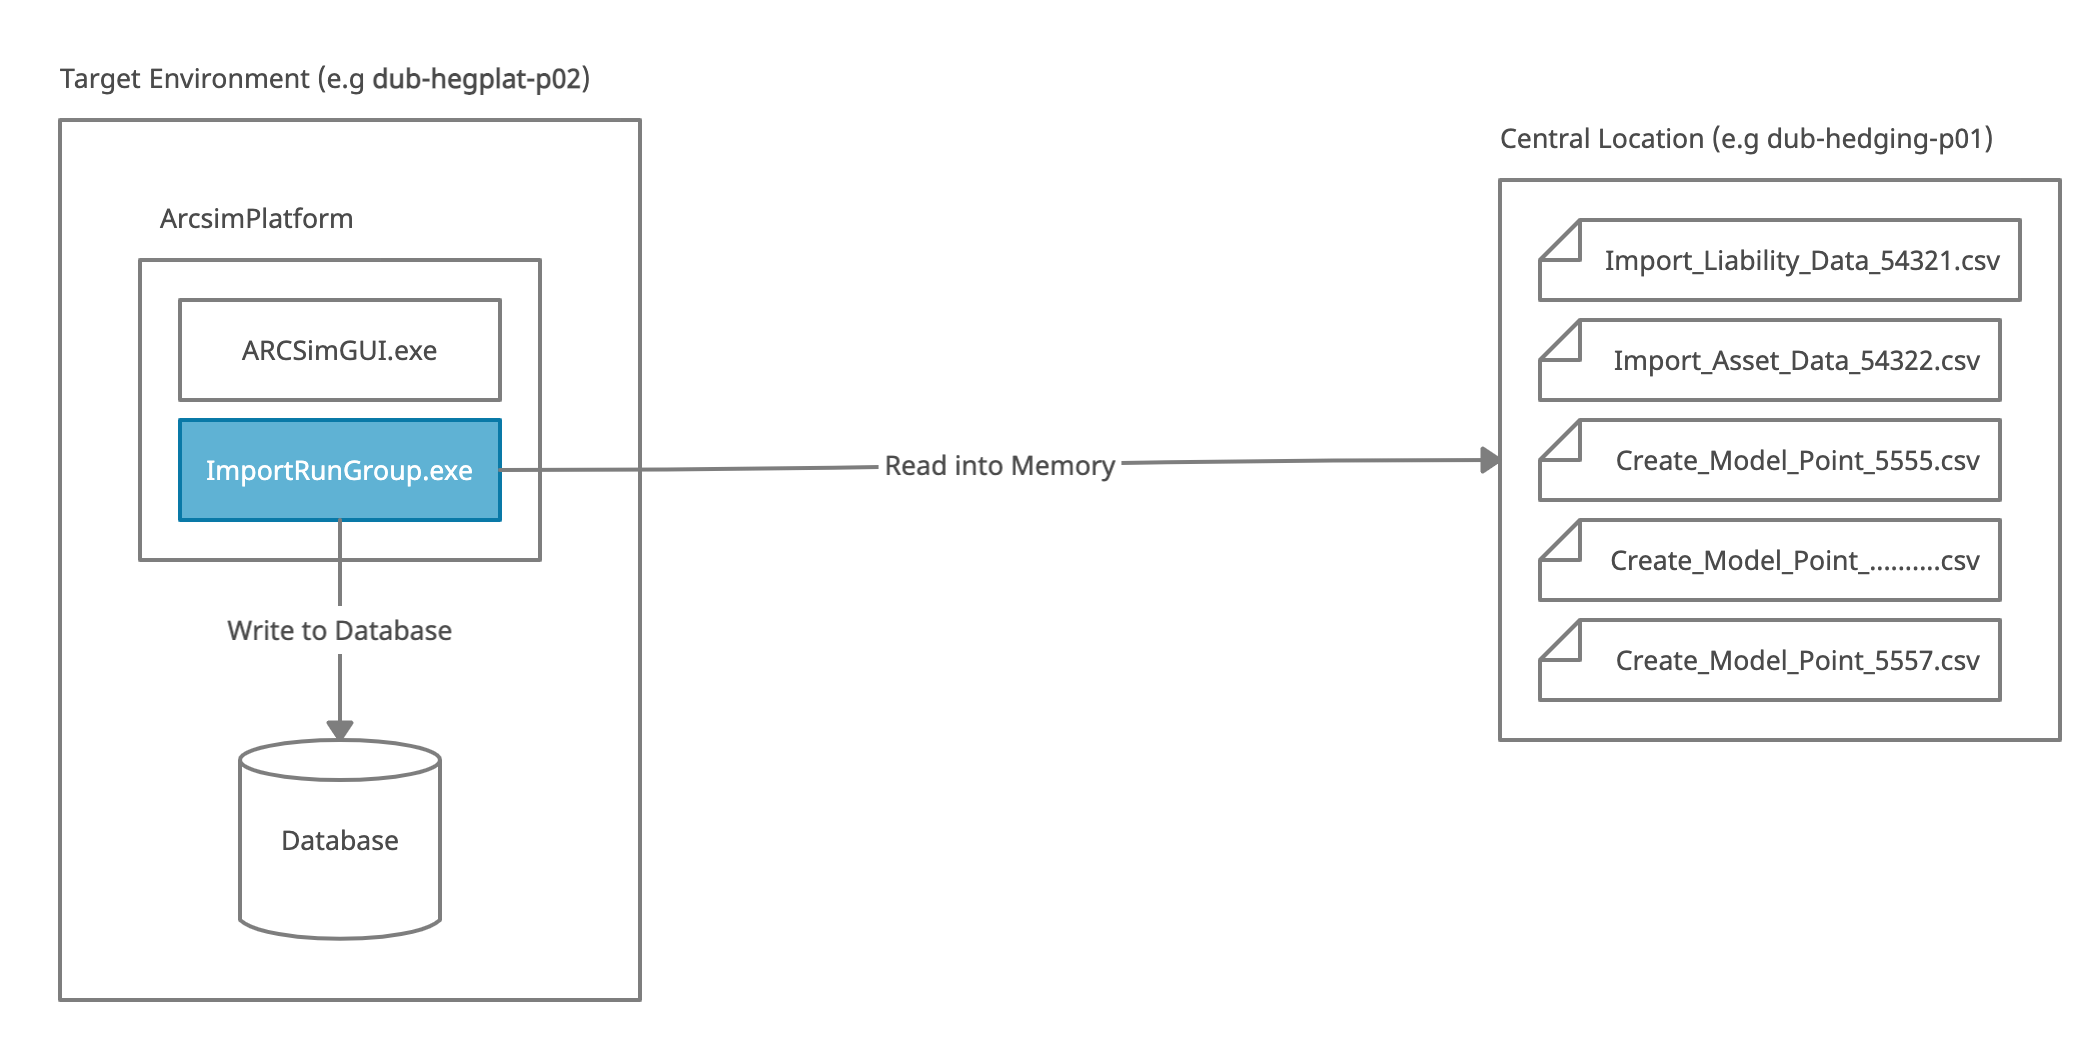 Target Environment (e.g dub-hegplat-p02)
ArcsimPlatform
ARCSimGUI.exe
ImportRunGroup.exe
Write to Database
Database
Read into Memory
Central Location (e.g dub-hedging-p01)
Import_Liability_Data_54321.csv
Import_Asset_Data_54322.csv
Create_Model_Point_5555.csv
Create_Model_Point_..........csv
Create_Model_Point_5557.csv